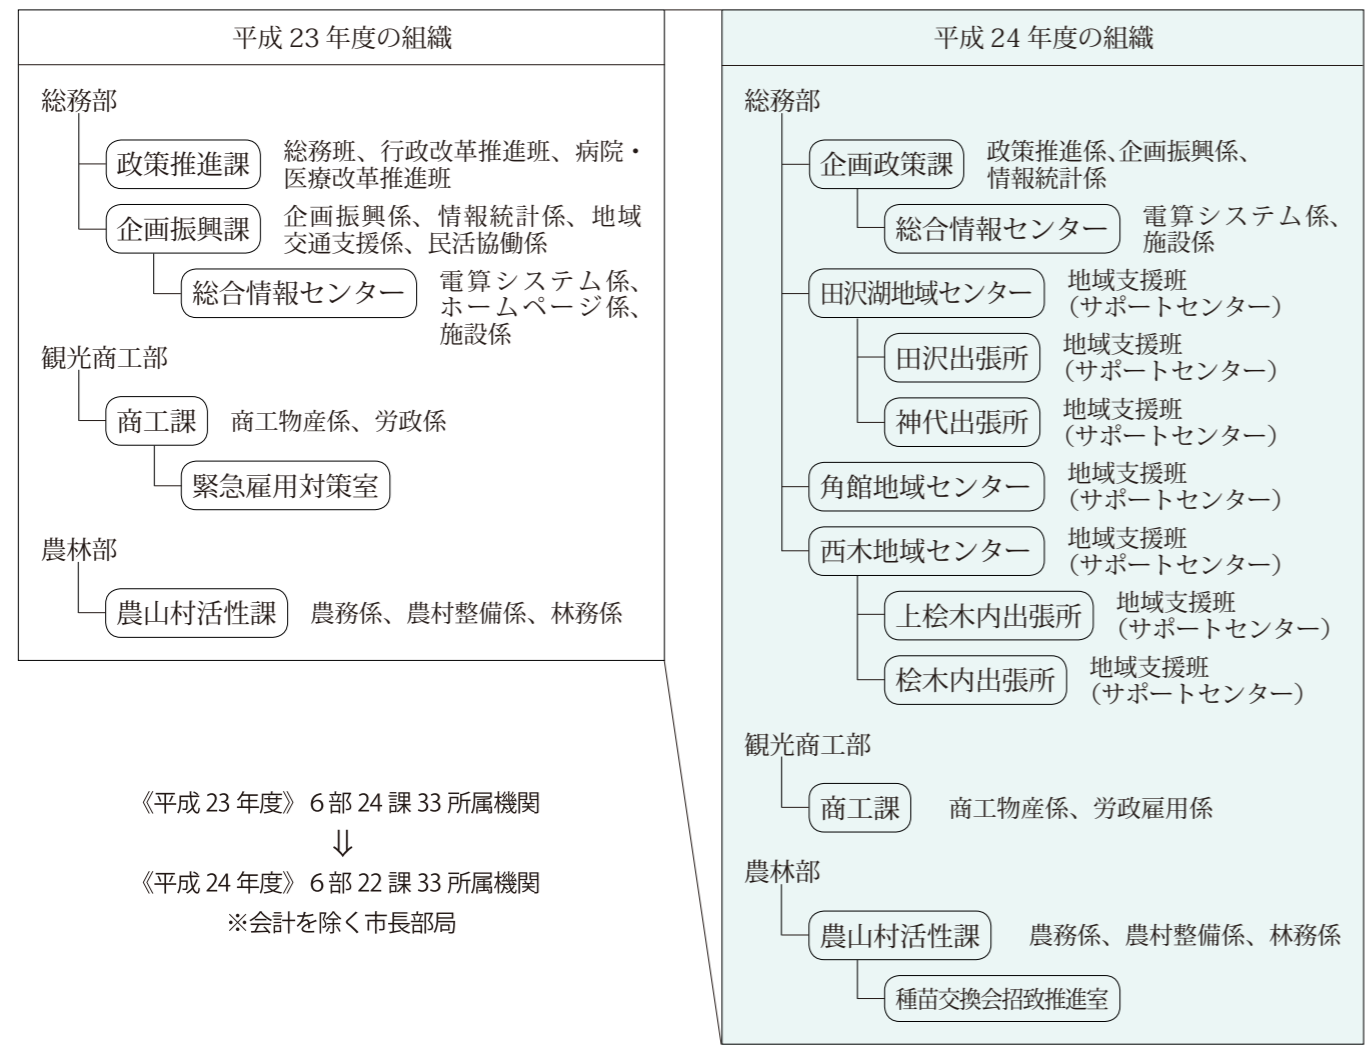 平成 23 年度の組織
総務部
政策推進課
総務班、行政改革推進班、病院・
医療改革推進班
企画振興課
企画振興係、情報統計係、地域
交通支援係、民活協働係
総合情報センター
電算システム係、
ホームページ係、
施設係
観光商工部
商工課
商工物産係、労政係
緊急雇用対策室
農林部
農山村活性課
農務係、農村整備係、林務係
《平成 23 年度》６部 24 課 33 所属機関
⇓
《平成 24 年度》６部 22 課 33 所属機関
※会計を除く市長部局
平成 24 年度の組織
総務部
企画政策課
政策推進係、企画振興係、
情報統計係
総合情報センター
電算システム係、
施設係
田沢湖地域センター
地域支援班
（サポートセンター）
田沢出張所
地域支援班
（サポートセンター）
神代出張所
地域支援班
（サポートセンター）
角館地域センター
地域支援班
（サポートセンター）
西木地域センター
地域支援班
（サポートセンター）
上桧木内出張所
地域支援班
（サポートセンター）
桧木内出張所
地域支援班
（サポートセンター）
観光商工部
商工課
商工物産係、労政雇用係
農林部
農山村活性課
農務係、農村整備係、林務係
種苗交換会招致推進室